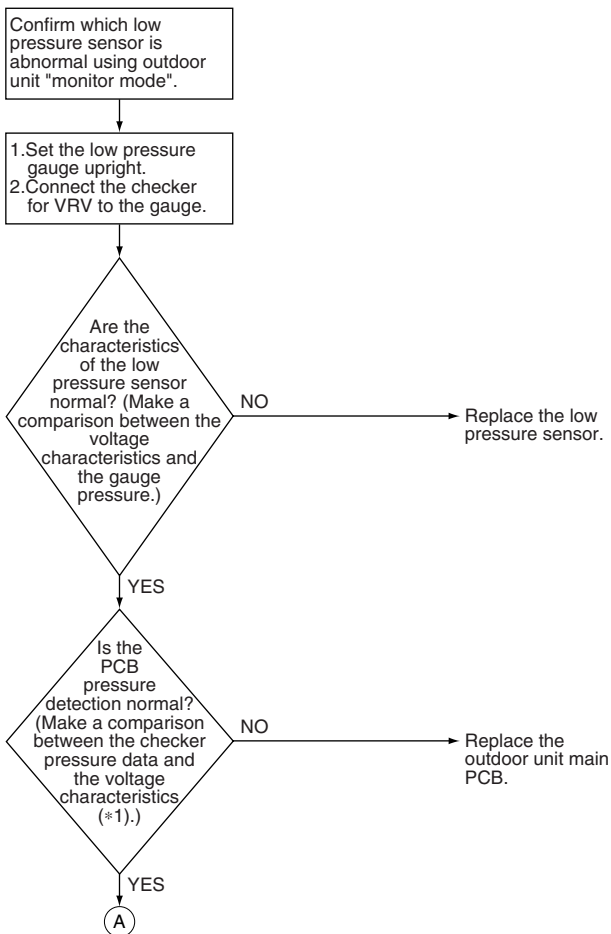 Confirm which low
pressure sensor is
abnormal using outdoor
unit "monitor mode".
1.Set the low pressure
gauge upright.
2.Connect the checker
for VRV to the gauge.
Are the
characteristics
of the low
pressure sensor
normal? (Make a
comparison between the
voltage
characteristics and
the gauge
pressure.)
NO
Replace the low
pressure sensor.
YES
Is the
PCB
pressure
detection normal?
(Make a comparison
between the checker
pressure data and
the voltage
characteristics
(*1).)
NO
Replace the
outdoor unit main
PCB.
YES
A